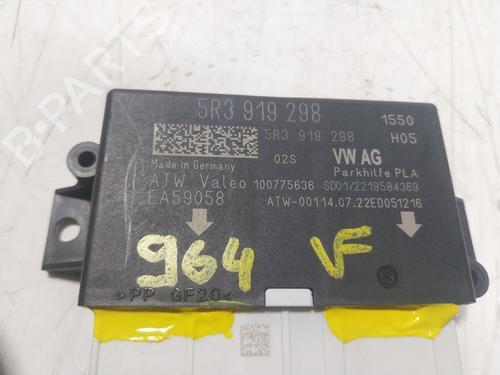 B-PARTS
5R3 919 298
1550
5R3 919 298
H05
Made in Germany
02S
VW AG
Parkhilfe PLA
ATW Valeo 100775636 SD01/2219584369
EA59058
ATW-00114.07.22ED051216
964
VF
>PP GF20<